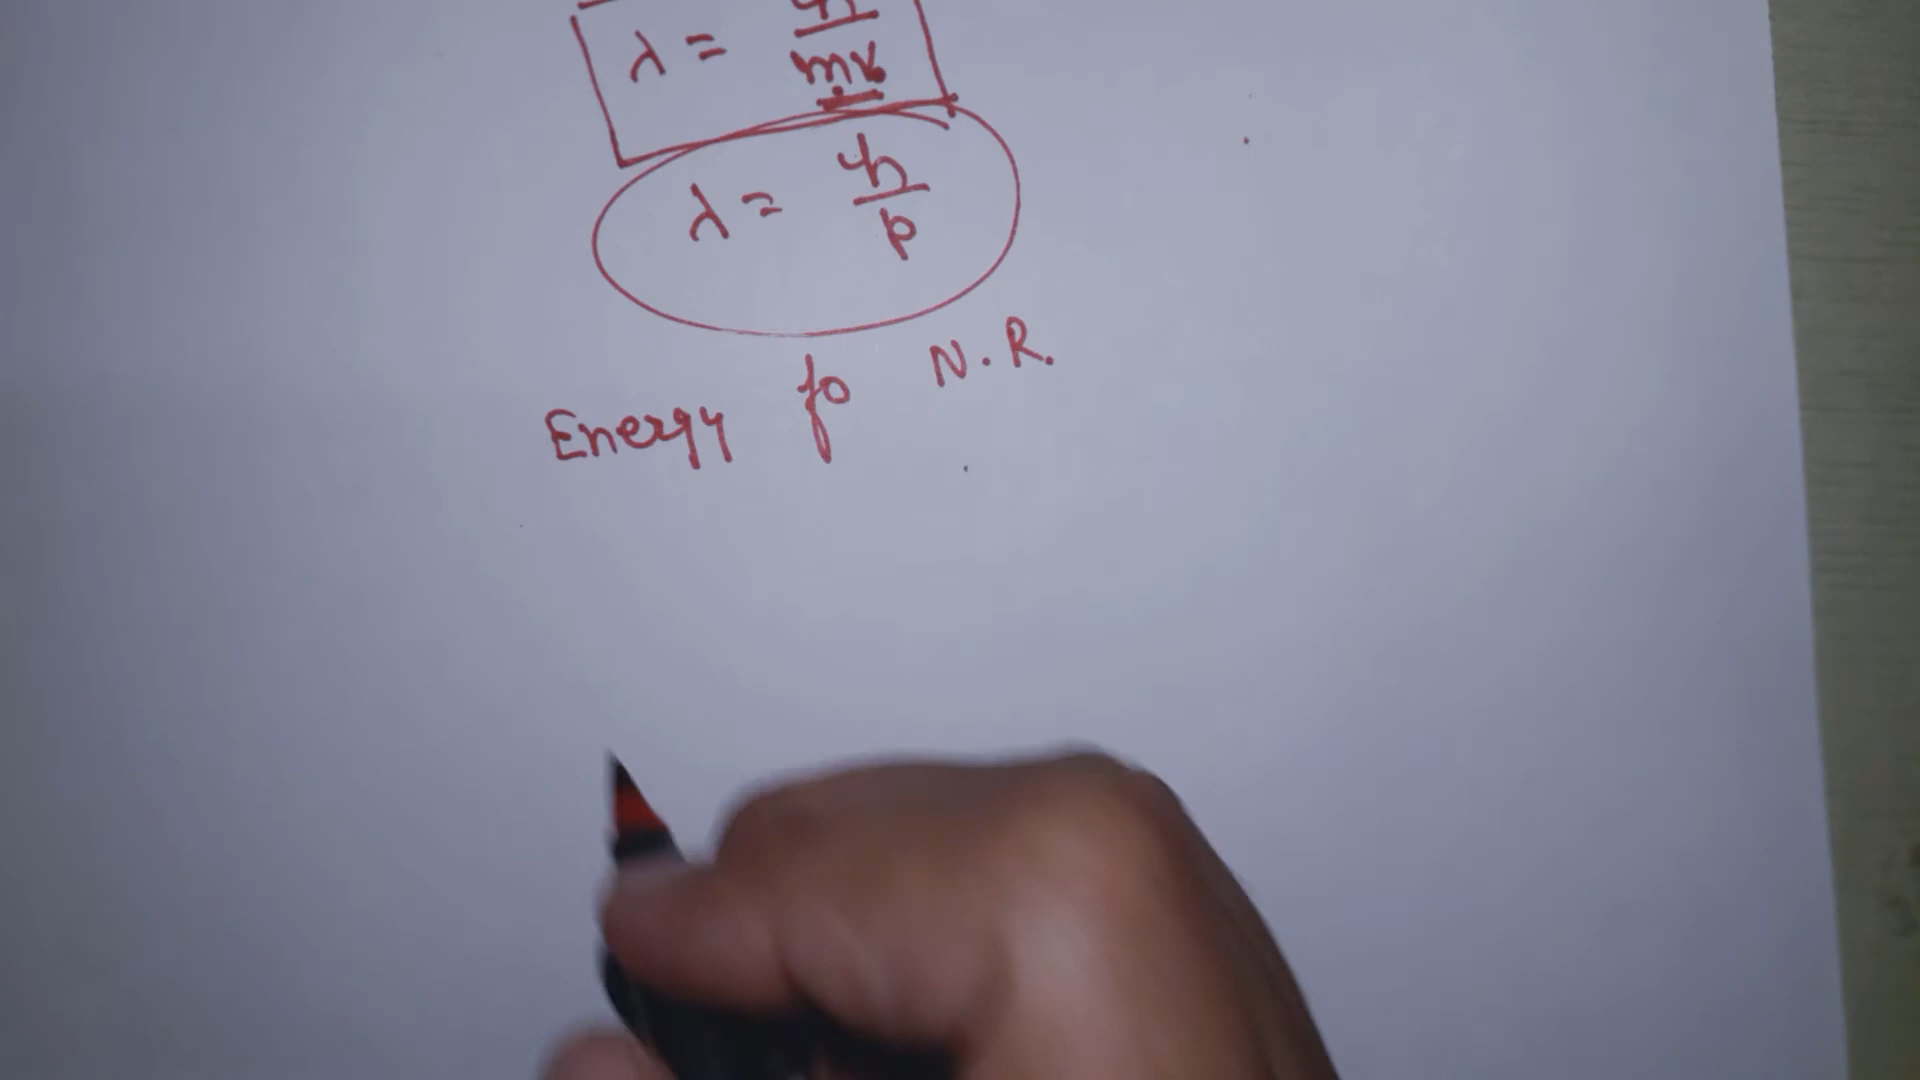 λ = h/mv
λ = h/p
Energy fo N.R.